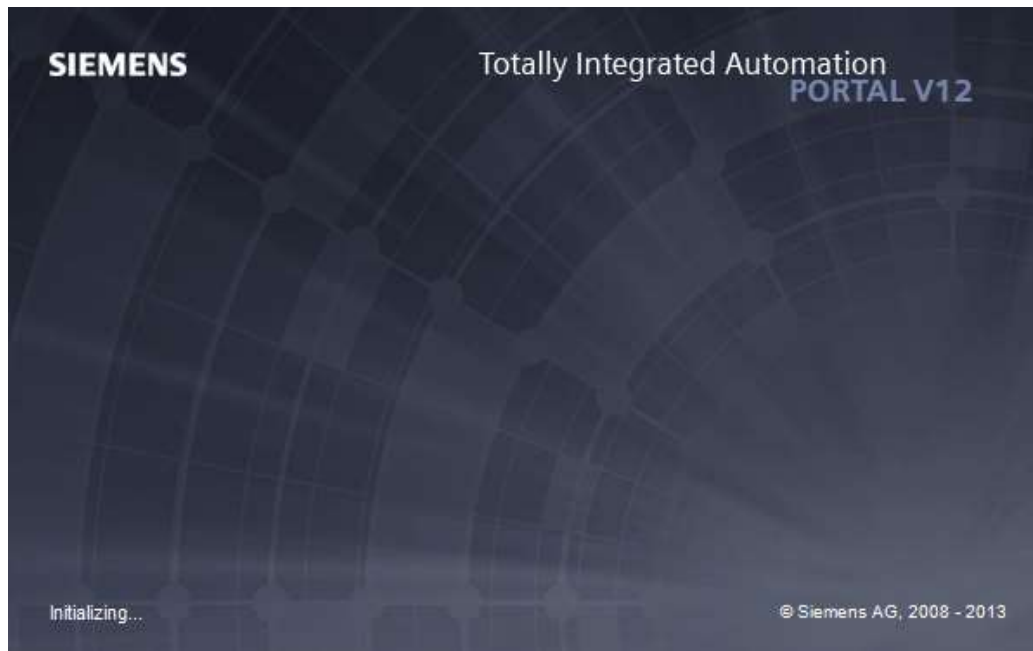 SIEMENS
Totally Integrated Automation
PORTAL V12
Initializing...
© Siemens AG, 2008 - 2013